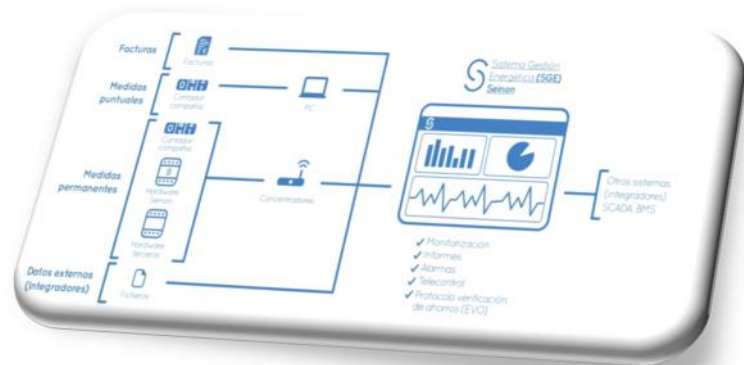 Facturas
Facturas
Medidas
puntuales
Contador
compañía
PC
Medidas
permanentes
Contador
compañía
Hardware
Seinon
Hardware
terceros
Concentradores
Datos externos
(integradores)
Ficheros
Sistema Gestión
Energética (SGE)
Seinon
✓ Monitorización
✓ Informes
✓ Alarmas
✓ Telecontrol
✓ Protocolo verificación
de ahorros (EVO)
Otros sistemas
(integradores)
SCADA, BMS